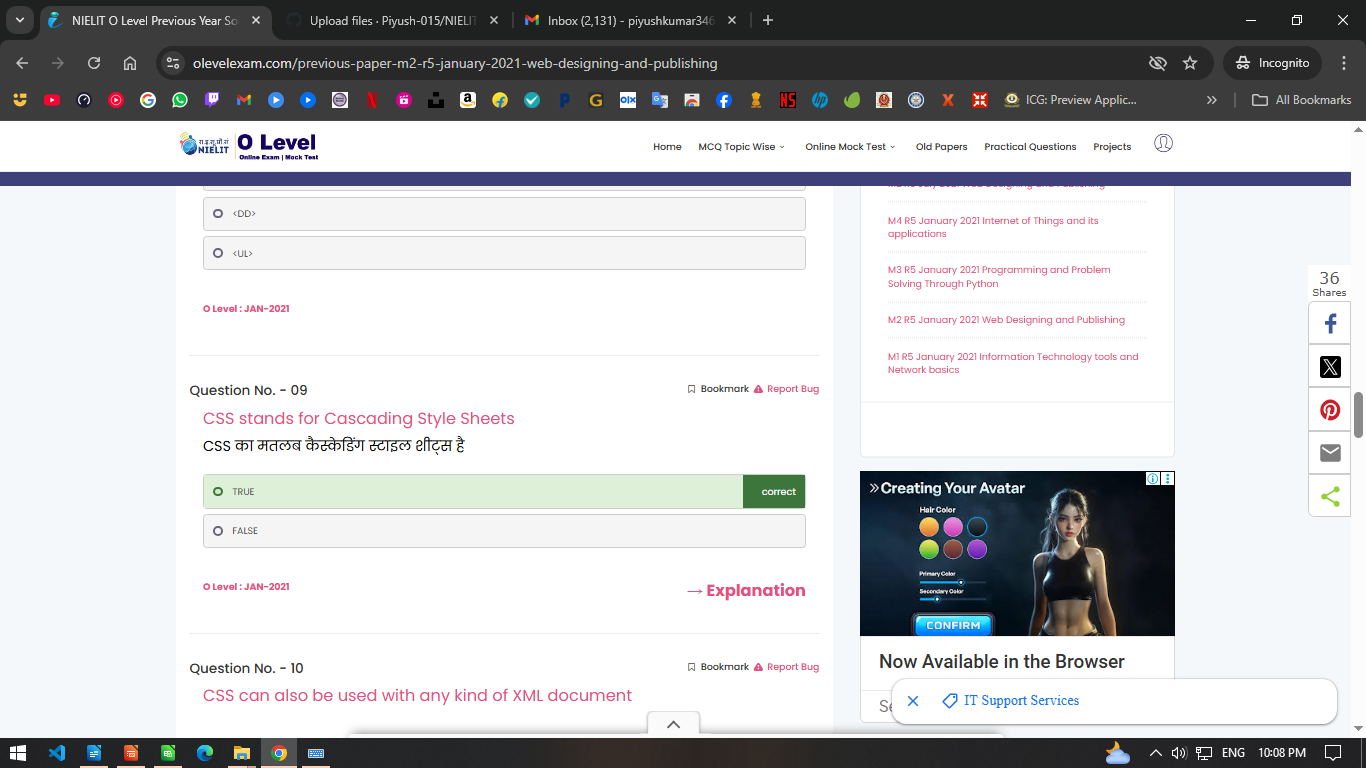 NIELIT O Level Previous Year So
Upload files · Piyush-015/NIELIT
Inbox (2,131) - piyushkumar346
olevelexam.com/previous-paper-m2-r5-january-2021-web-designing-and-publishing
Incognito
ICG: Preview Applic...
All Bookmarks
NIELIT
O Level
Online Exam | Mock Test
Home
MCQ Topic Wise
Online Mock Test
Old Papers
Practical Questions
Projects
<DD>
<UL>
O Level : JAN-2021
Question No. - 09
Bookmark
Report Bug
CSS stands for Cascading Style Sheets
CSS का मतलब कैस्केडिंग स्टाइल शीट्स है
TRUE
correct
FALSE
O Level : JAN-2021
→ Explanation
Question No. - 10
Bookmark
Report Bug
CSS can also be used with any kind of XML document
M4 R5 January 2021 Internet of Things and its
applications
M3 R5 January 2021 Programming and Problem
Solving Through Python
M2 R5 January 2021 Web Designing and Publishing
M1 R5 January 2021 Information Technology tools and
Network basics
36
Shares
Creating Your Avatar
Hair Color
Primary Color
Secondary Color
CONFIRM
Now Available in the Browser
Se
IT Support Services
ENG
10:08 PM